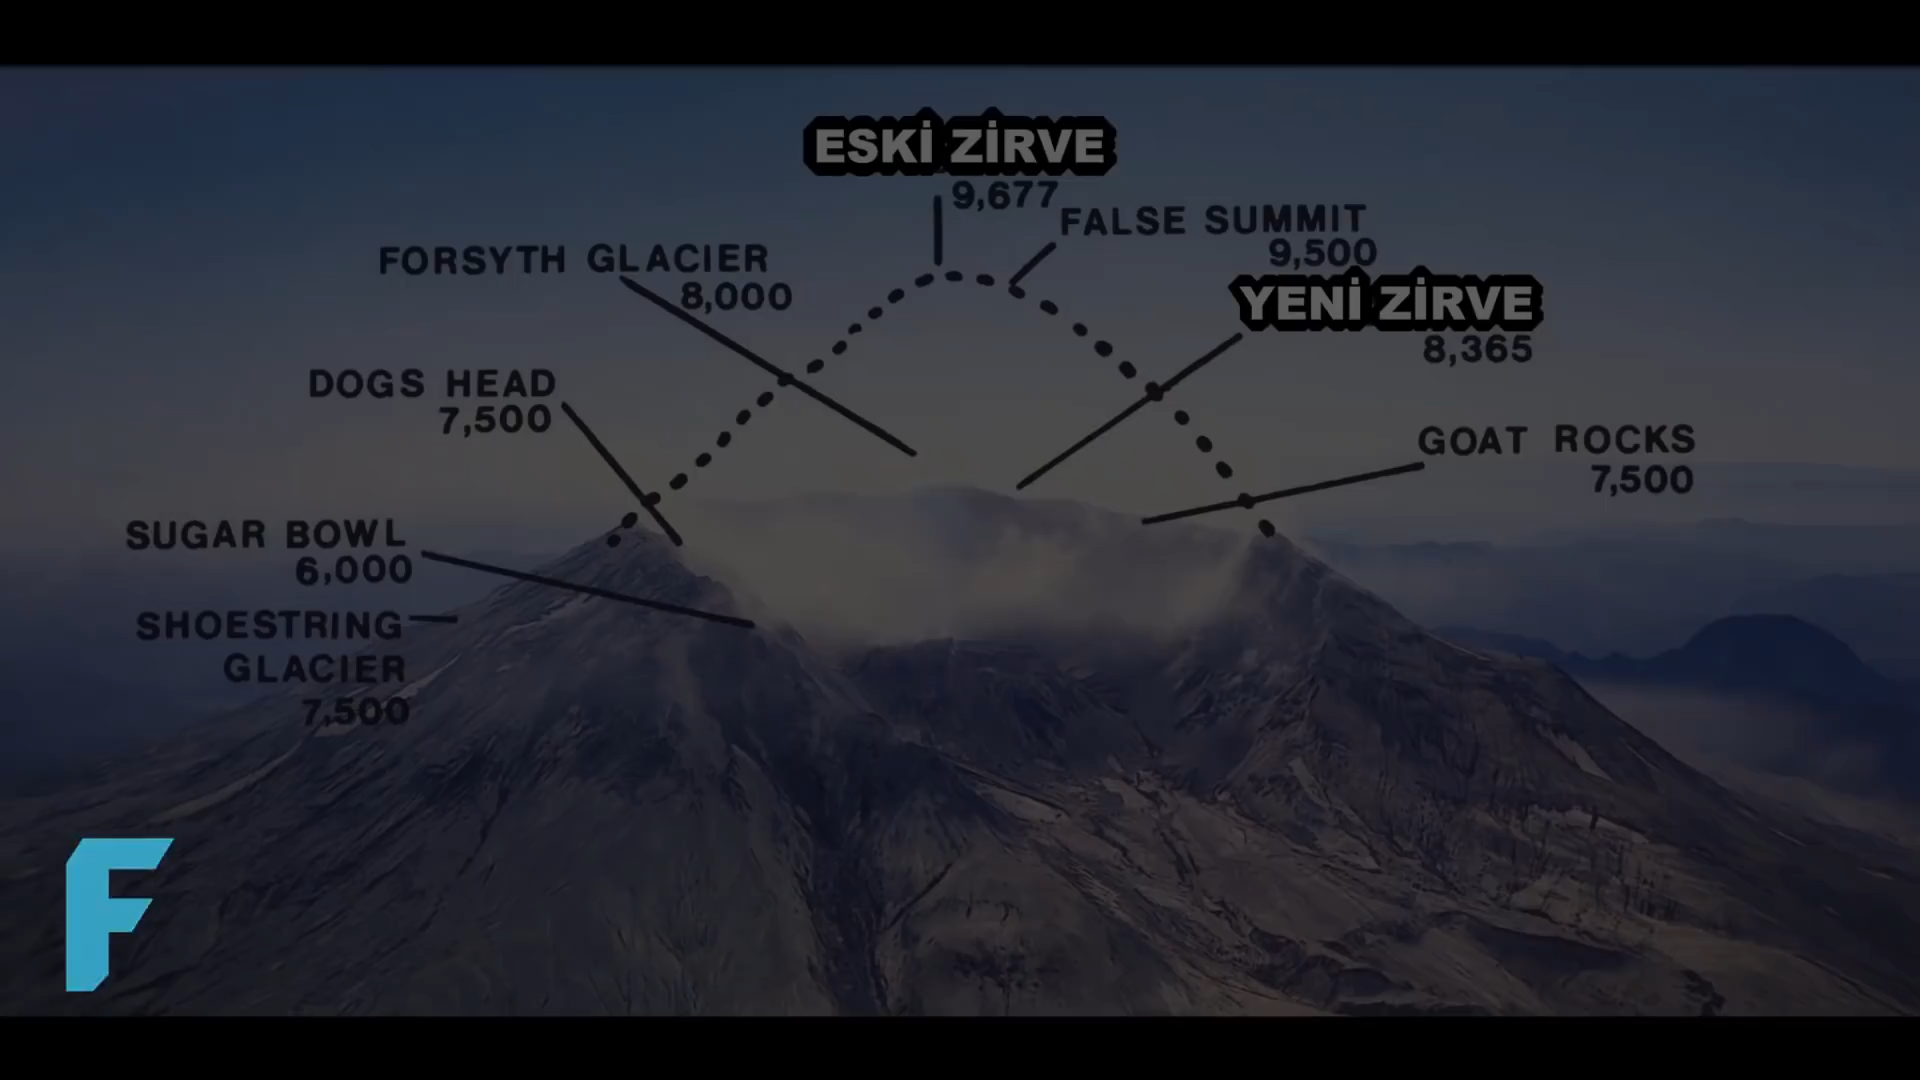 ESKİ ZİRVE
9,677
FALSE SUMMIT
9,500
FORSYTH GLACIER
8,000
YENİ ZİRVE
8,365
DOGS HEAD
7,500
GOAT ROCKS
7,500
SUGAR BOWL
6,000
SHOESTRING
GLACIER
7,500
F